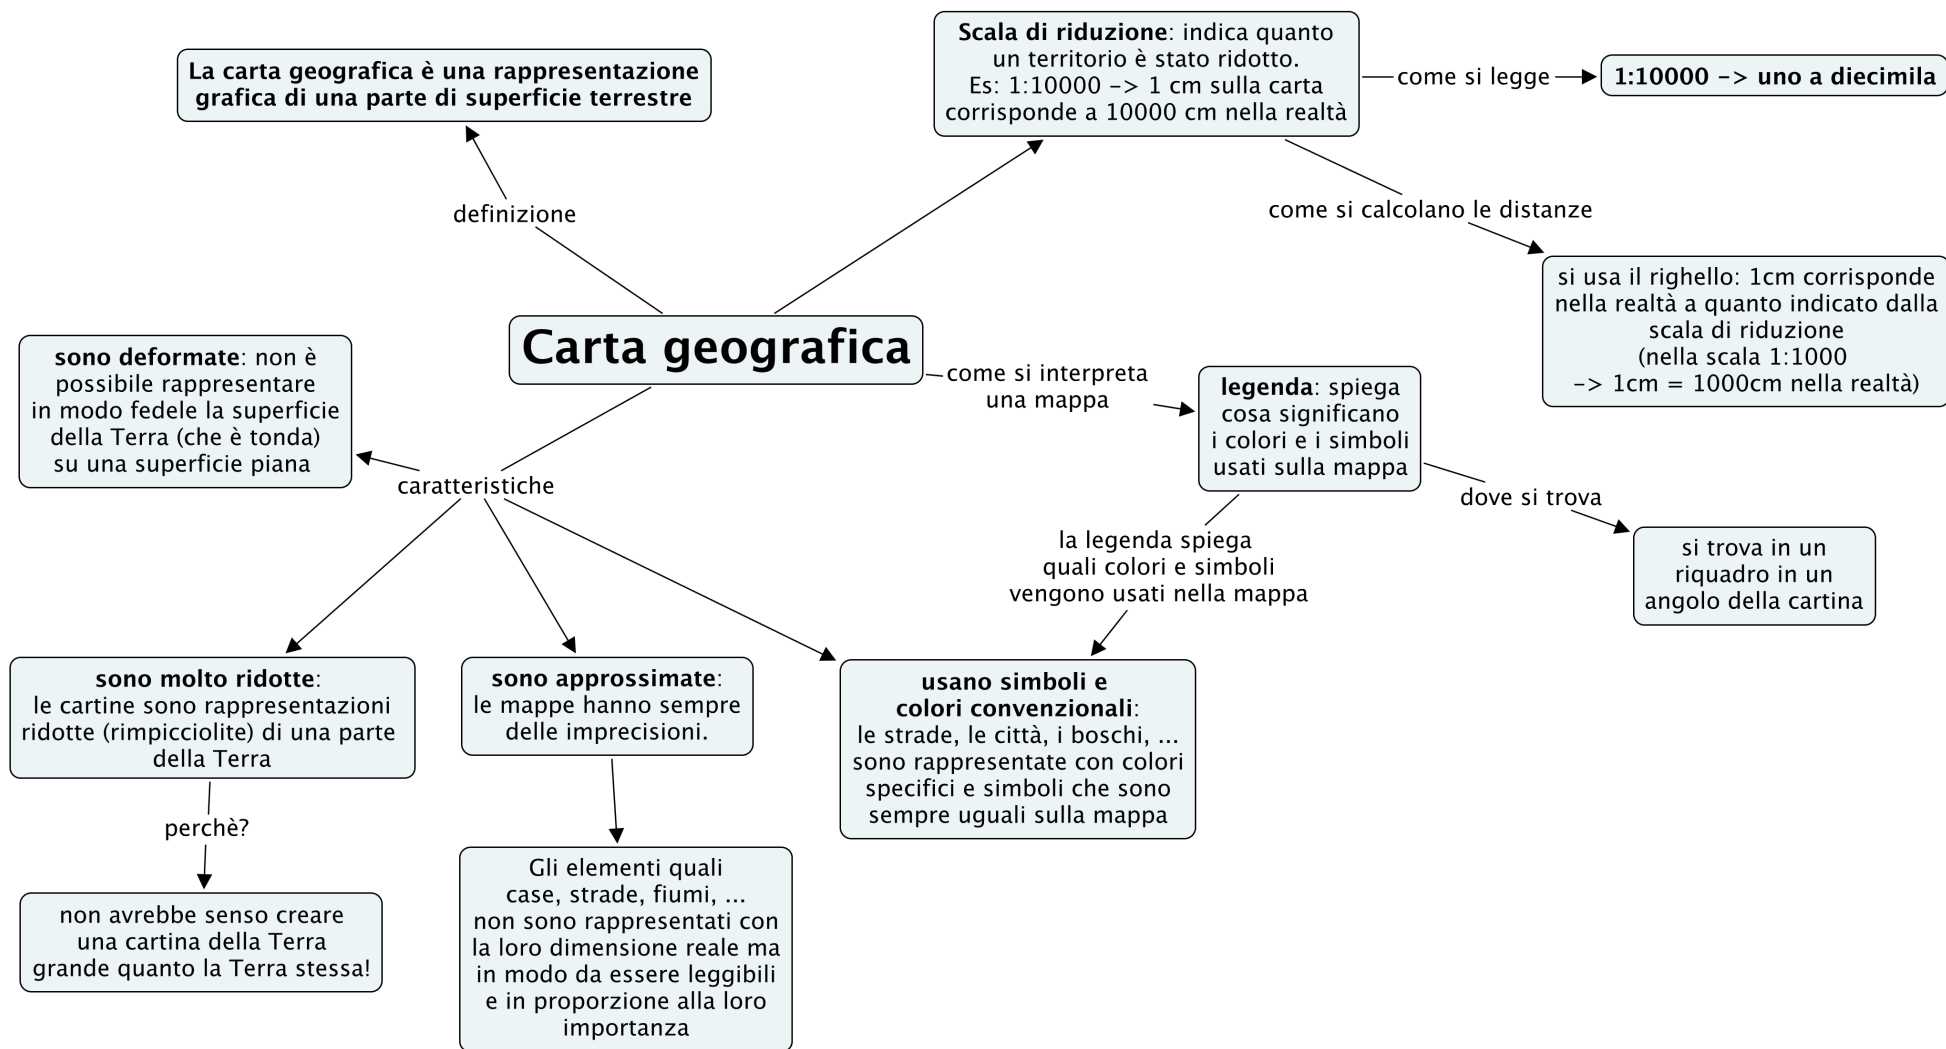 La carta geografica è una rappresentazione
grafica di una parte di superficie terrestre
Scala di riduzione: indica quanto
un territorio è stato ridotto.
Es: 1:10000 -> 1 cm sulla carta
corrisponde a 10000 cm nella realtà
come si legge
1:10000 -> uno a diecimila
definizione
come si calcolano le distanze
si usa il righello: 1cm corrisponde
nella realtà a quanto indicato dalla
scala di riduzione
(nella scala 1:1000
-> 1cm = 1000cm nella realtà)
Carta geografica
sono deformate: non è
possibile rappresentare
in modo fedele la superficie
della Terra (che è tonda)
su una superficie piana
come si interpreta
una mappa
legenda: spiega
cosa significano
i colori e i simboli
usati sulla mappa
caratteristiche
dove si trova
si trova in un
riquadro in un
angolo della cartina
la legenda spiega
quali colori e simboli
vengono usati nella mappa
sono molto ridotte:
le cartine sono rappresentazioni
ridotte (rimpicciolite) di una parte
della Terra
sono approssimate:
le mappe hanno sempre
delle imprecisioni.
usano simboli e
colori convenzionali:
le strade, le città, i boschi, ...
sono rappresentate con colori
specifici e simboli che sono
sempre uguali sulla mappa
perchè?
non avrebbe senso creare
una cartina della Terra
grande quanto la Terra stessa!
Gli elementi quali
case, strade, fiumi, ...
non sono rappresentati con
la loro dimensione reale ma
in modo da essere leggibili
e in proporzione alla loro
importanza